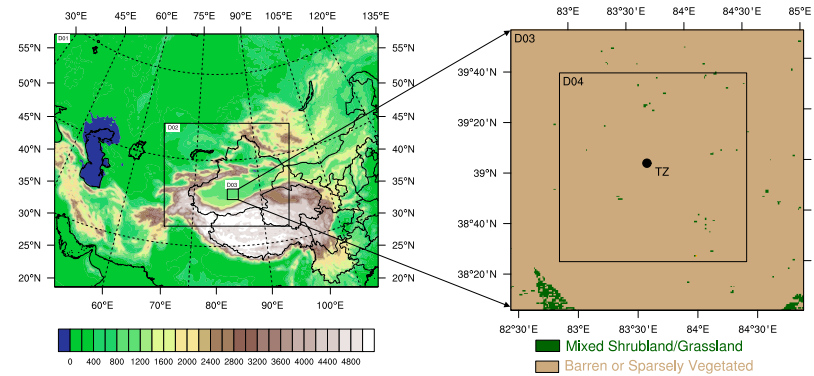 30°E 45°E 60°E 75°E 90°E 105°E 120°E 135°E
55°N 50°N 45°N 40°N 35°N 30°N 25°N 20°N
D01
D02
D03
55°N 50°N 45°N 40°N 35°N 30°N 25°N 20°N
60°E 70°E 80°E 90°E 100°E
0 400 800 1200 1600 2000 2400 2800 3200 3600 4000 4400 4800
83°E 83°30'E 84°E 84°30'E 85°E
D03
39°40'N
D04
39°20'N
39°N
TZ
38°40'N
38°20'N
82°30'E 83°E 83°30'E 84°E 84°30'E
Mixed Shrubland/Grassland
Barren or Sparsely Vegetated